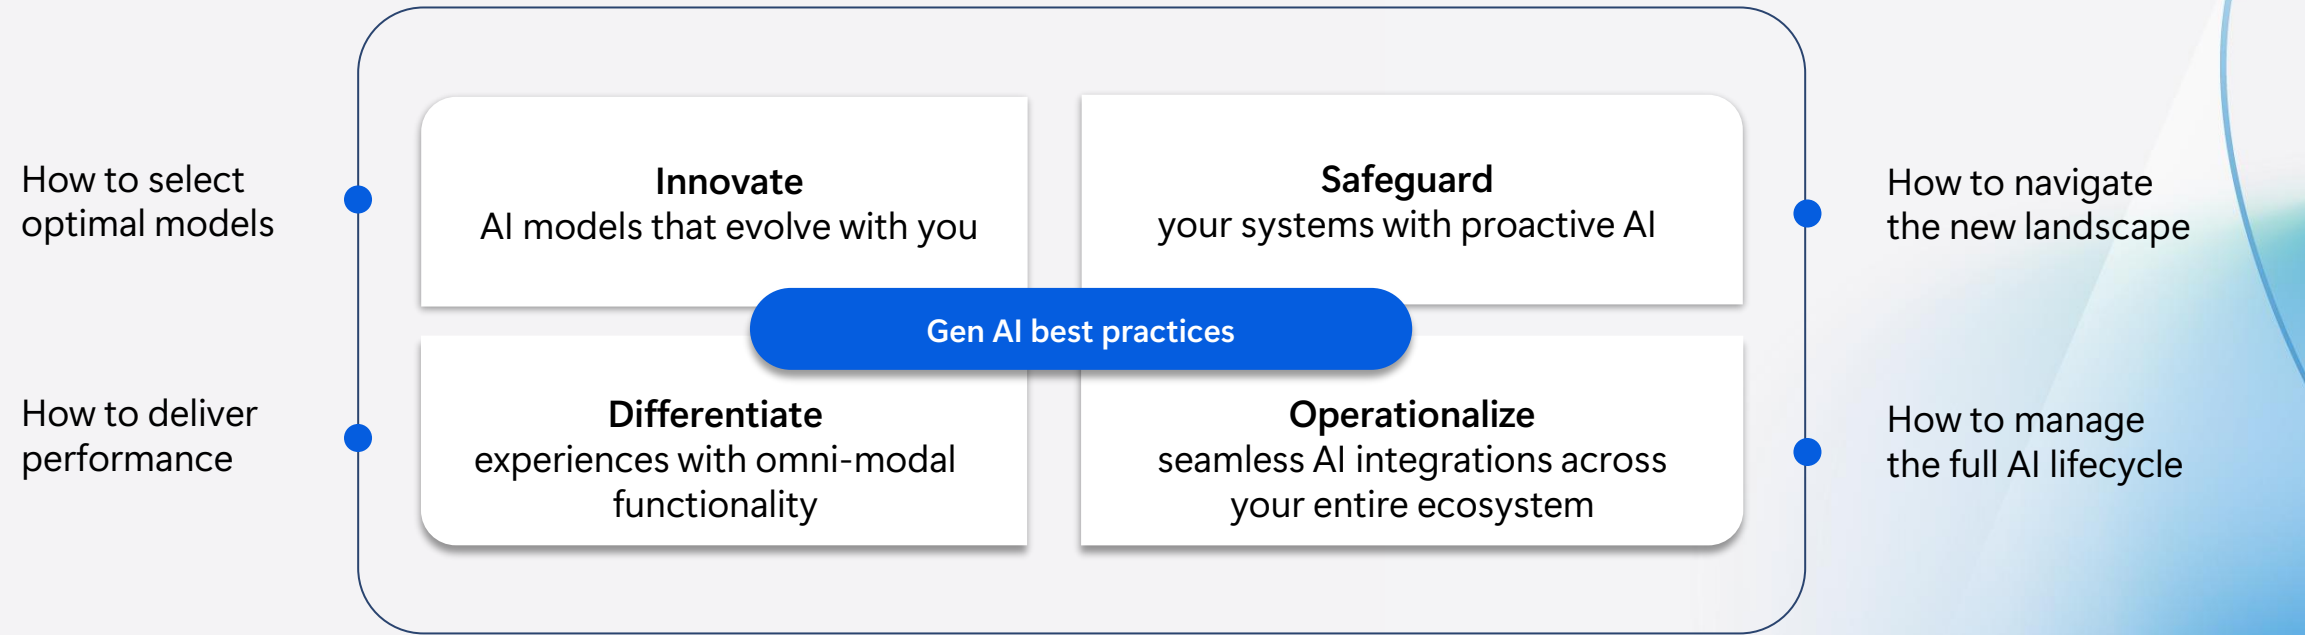 How to select
optimal models
How to deliver
performance
Innovate
AI models that evolve with you
Safeguard
your systems with proactive AI
Gen AI best practices
Differentiate
experiences with omni-modal
functionality
Operationalize
seamless AI integrations across
your entire ecosystem
How to navigate
the new landscape
How to manage
the full AI lifecycle